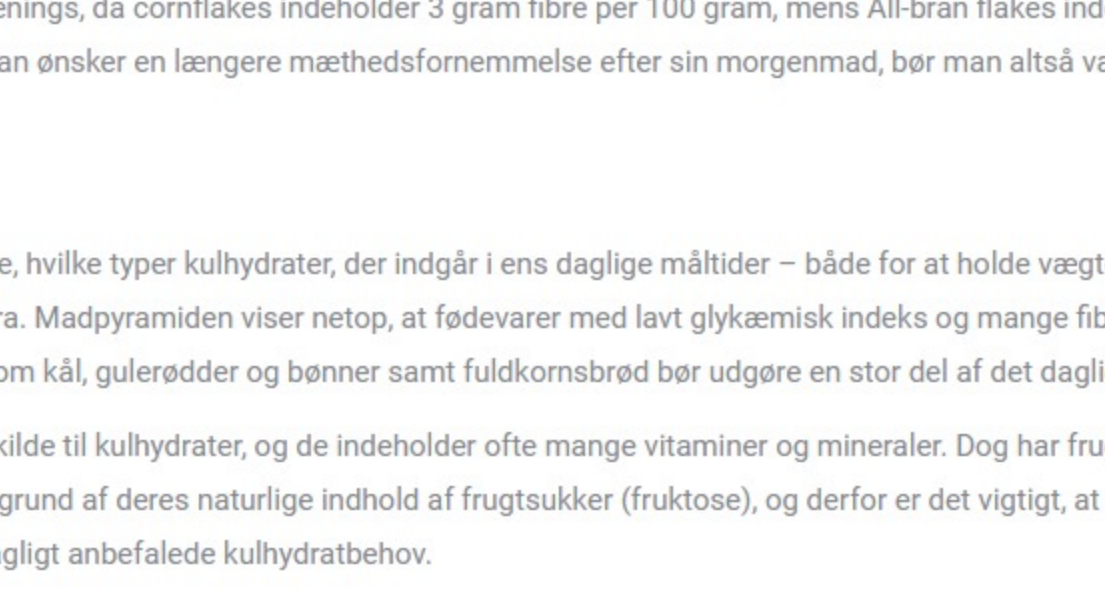 enings, da cornflakes indeholder 3 gram fibre per 100 gram, mens All-bran flakes ind
an ønsker en længere mæthedsfornemmelse efter sin morgenmad, bør man altså va
e, hvilke typer kulhydrater, der indgår i ens daglige måltider – både for at holde vægt
ra. Madpyramiden viser netop, at fødevarer med lavt glykæmisk indeks og mange fib
om kål, gulerødder og bønner samt fuldkornsbrød bør udgøre en stor del af det dagli
kilde til kulhydrater, og de indeholder ofte mange vitaminer og mineraler. Dog har fru
grund af deres naturlige indhold af frugtsukker (fruktose), og derfor er det vigtigt, at
gligt anbefalede kulhydratbehov.